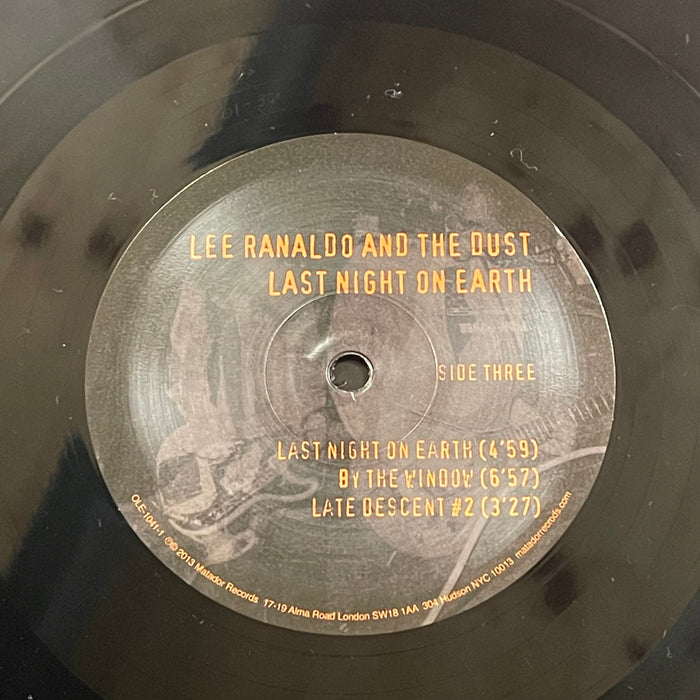 LEE RANALDO AND THE DUST
LAST NIGHT ON EARTH
SIDE THREE
LAST NIGHT ON EARTH (4'59)
BY THE WINDOW (6'57)
LATE DESCENT #2 (3'27)
OLE-1041-1 ℗© 2013 Matador Records 17-19 Alma Road London SW18 1AA 304 Hudson NYC 10013 matadorrecords.com